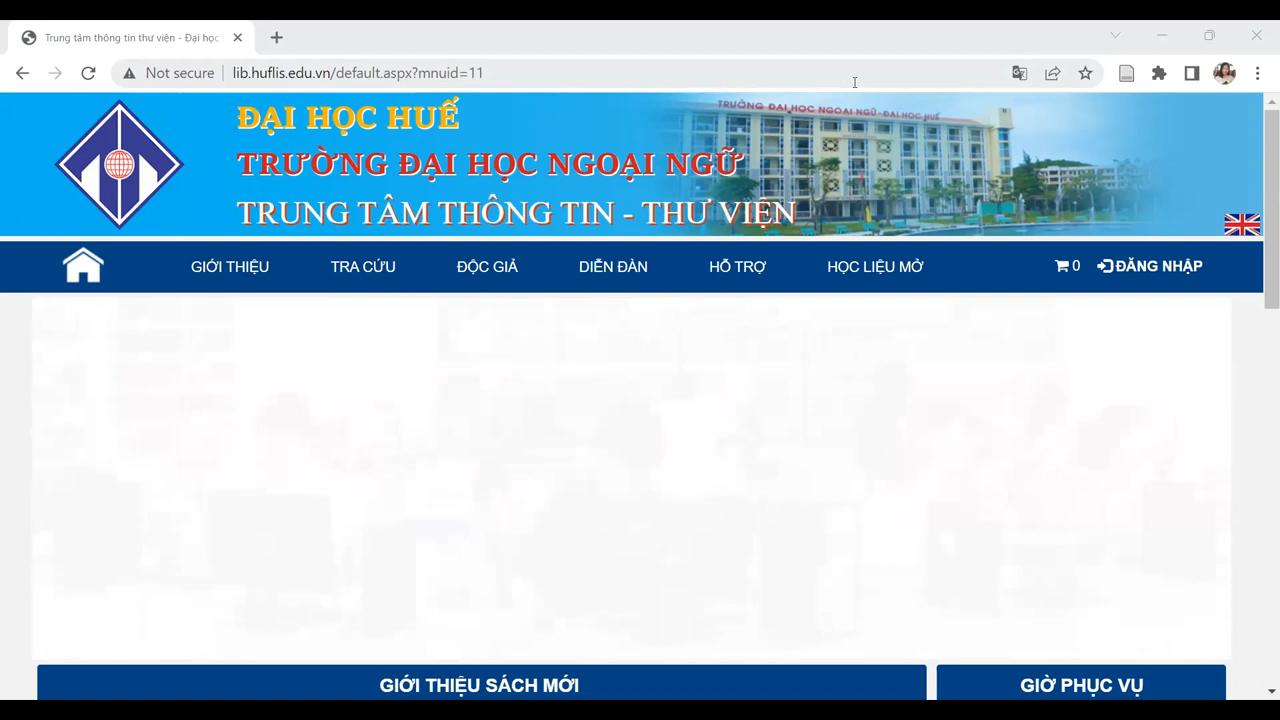 Trung tâm thông tin thư viện - Đại học
Not secure
lib.huflis.edu.vn/default.aspx?mnuid=11
ĐẠI HỌC HUẾ
TRƯỜNG ĐẠI HỌC NGOẠI NGỮ
TRUNG TÂM THÔNG TIN - THƯ VIỆN
TRƯỜNG ĐẠI HỌC NGOẠI NGỮ - ĐẠI HỌC HUẾ
GIỚI THIỆU
TRA CỨU
ĐỘC GIẢ
DIỄN ĐÀN
HỖ TRỢ
HỌC LIỆU MỞ
0
ĐĂNG NHẬP
GIỚI THIỆU SÁCH MỚI
GIỜ PHỤC VỤ